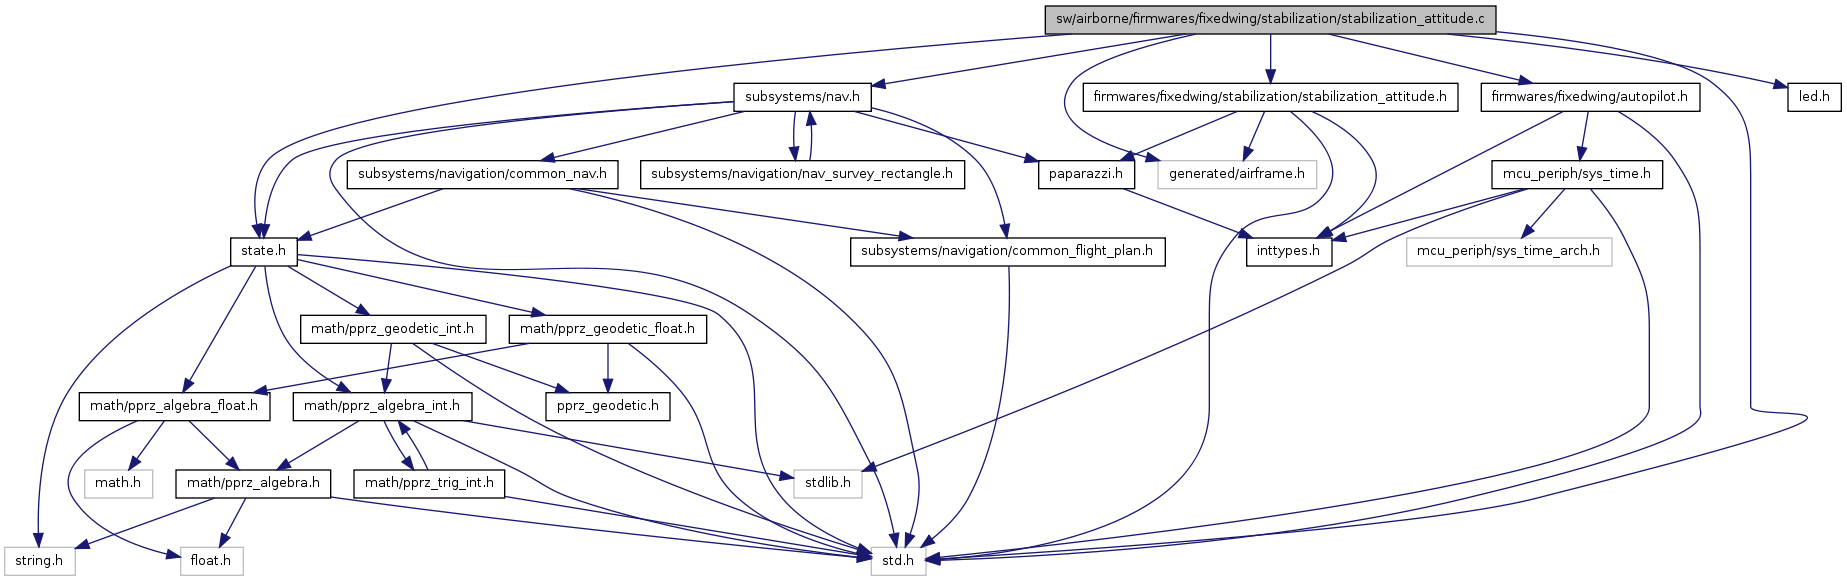 sw/airborne/firmwares/fixedwing/stabilization/stabilization_attitude.c
subsystems/nav.h
firmwares/fixedwing/stabilization/stabilization_attitude.h
firmwares/fixedwing/autopilot.h
led.h
subsystems/navigation/common_nav.h
subsystems/navigation/nav_survey_rectangle.h
paparazzi.h
generated/airframe.h
mcu_periph/sys_time.h
state.h
subsystems/navigation/common_flight_plan.h
inttypes.h
mcu_periph/sys_time_arch.h
math/pprz_geodetic_int.h
math/pprz_geodetic_float.h
math/pprz_algebra_float.h
math/pprz_algebra_int.h
pprz_geodetic.h
math.h
math/pprz_algebra.h
math/pprz_trig_int.h
stdlib.h
string.h
float.h
std.h